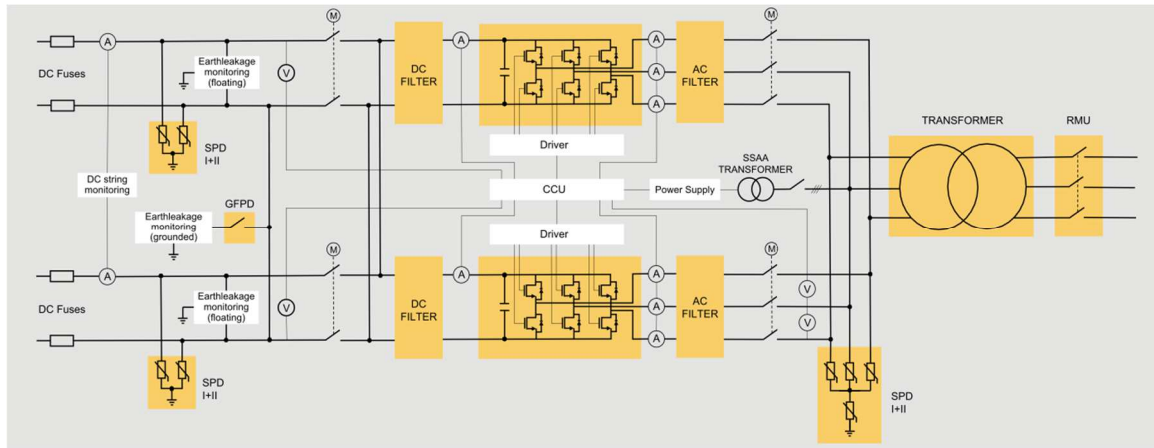 M
M
A
A
A
DC
FILTER
AC
FILTER
DC Fuses
Earthleakage
monitoring
(floating)
V
A
TRANSFORMER
RMU
A
SPD
I+II
Driver
SSAA
TRANSFORMER
DC string
monitoring
CCU
Power Supply
GFPD
Earthleakage
monitoring
(grounded)
Driver
M
M
A
A
A
DC Fuses
Earthleakage
monitoring
(floating)
V
DC
FILTER
A
AC
FILTER
V
V
A
SPD
I+II
SPD
I+II